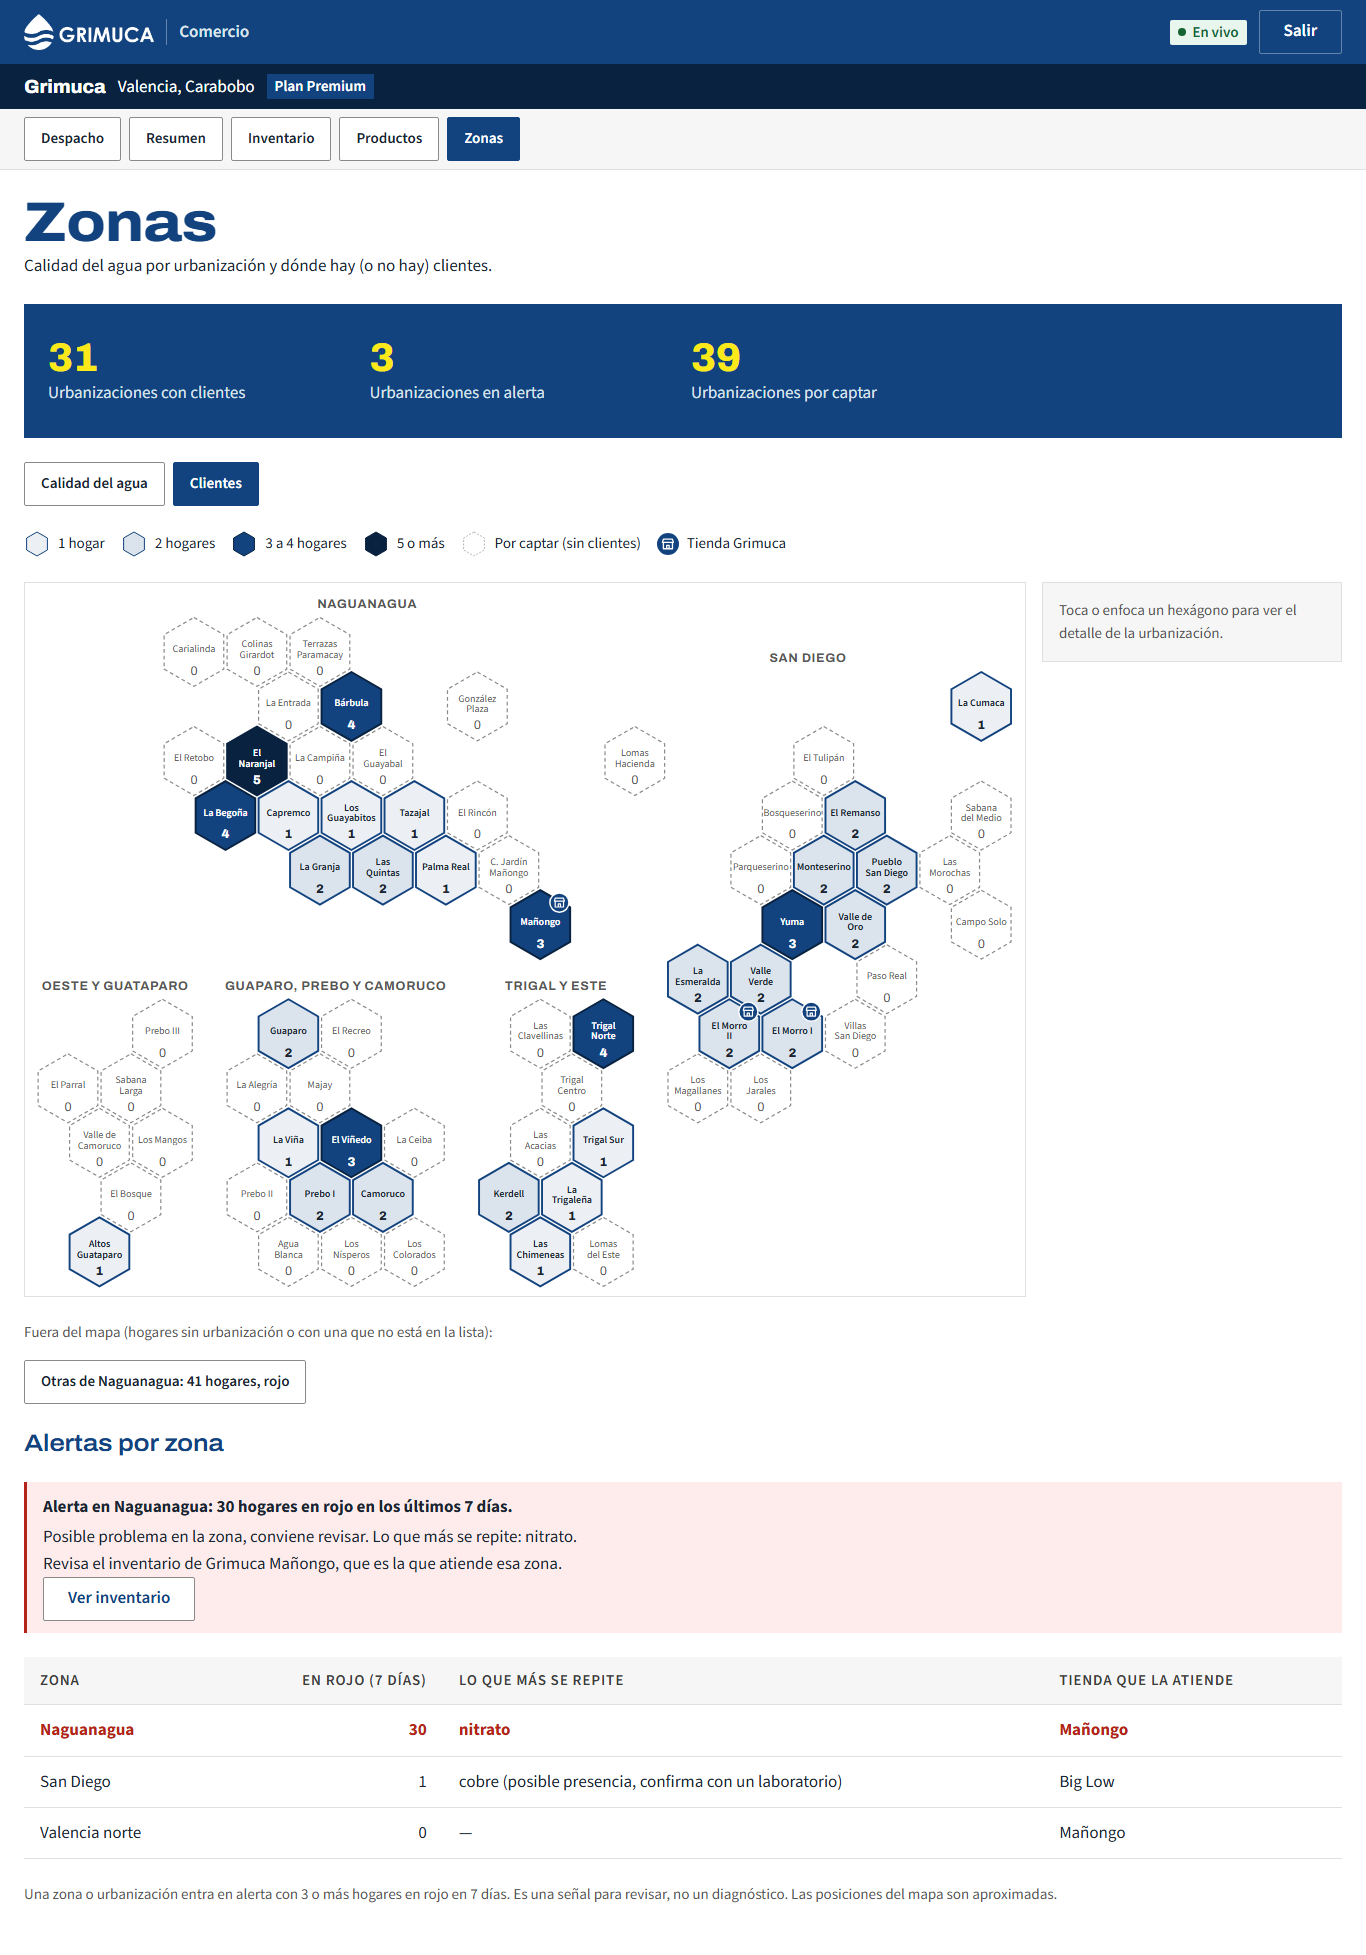 GRIMUCA
Comercio
En vivo
Salir
Grimuca Valencia, Carabobo Plan Premium
Despacho
Resumen
Inventario
Productos
Zonas
Zonas
Calidad del agua por urbanización y dónde hay (o no hay) clientes.
31
Urbanizaciones con clientes
3
Urbanizaciones en alerta
39
Urbanizaciones por captar
Calidad del agua
Clientes
1 hogar
2 hogares
3 a 4 hogares
5 o más
Por captar (sin clientes)
Tienda Grimuca
NAGUANAGUA
Carialinda
0
Colinas
Girardot
0
Terrazas
Paramacay
0
La Entrada
0
Bárbula
4
González
Plaza
0
El Retobo
0
El
Naranjal
5
La Campiña
0
El
Guayabal
0
La Begoña
4
Capremco
1
Los
Guayabitos
1
Tazajal
1
El Rincón
0
La Granja
2
Las
Quintas
2
Palma Real
1
C. Jardín
Mañongo
0
Mañongo
3
SAN DIEGO
La Cumaca
1
Lomas
Hacienda
0
El Tulipán
0
Bosqueserino
0
El Remanso
2
Sabana
del Medio
0
Parqueserino
0
Monteserino
2
Pueblo
San Diego
2
Las
Morochas
0
Yuma
3
Valle de
Oro
2
Campo Solo
0
La
Esmeralda
2
Valle
Verde
2
Paso Real
0
El Morro
II
2
El Morro I
2
Villas
San Diego
0
Los
Magallanes
0
Los
Jarales
0
OESTE Y GUATAPARO
Prebo III
0
El Parral
0
Sabana
Larga
0
Valle de
Camoruco
0
Los Mangos
0
El Bosque
0
Altos
Guataparo
1
GUAPARO, PREBO Y CAMORUCO
Guaparo
2
El Recreo
0
La Alegría
0
Majay
0
La Viña
1
El Viñedo
3
La Ceiba
0
Prebo II
0
Prebo I
2
Camoruco
2
Agua
Blanca
0
Los
Nísperos
0
Los
Colorados
0
TRIGAL Y ESTE
Las
Clavellinas
0
Trigal
Norte
4
Trigal
Centro
0
Las
Acacias
0
Trigal Sur
1
Kerdell
2
La
Trigaleña
1
Las
Chimeneas
1
Lomas
del Este
0
Toca o enfoca un hexágono para ver el
detalle de la urbanización.
Fuera del mapa (hogares sin urbanización o con una que no está en la lista):
Otras de Naguanagua: 41 hogares, rojo
Alertas por zona
Alerta en Naguanagua: 30 hogares en rojo en los últimos 7 días.
Posible problema en la zona, conviene revisar. Lo que más se repite: nitrato.
Revisa el inventario de Grimuca Mañongo, que es la que atiende esa zona.
Ver inventario
ZONA EN ROJO (7 DÍAS) LO QUE MÁS SE REPITE TIENDA QUE LA ATIENDE
Naguanagua 30 nitrato Mañongo
San Diego 1 cobre (posible presencia, confirma con un laboratorio) Big Low
Valencia norte 0 — Mañongo
Una zona o urbanización entra en alerta con 3 o más hogares en rojo en 7 días. Es una señal para revisar, no un diagnóstico. Las posiciones del mapa son aproximadas.